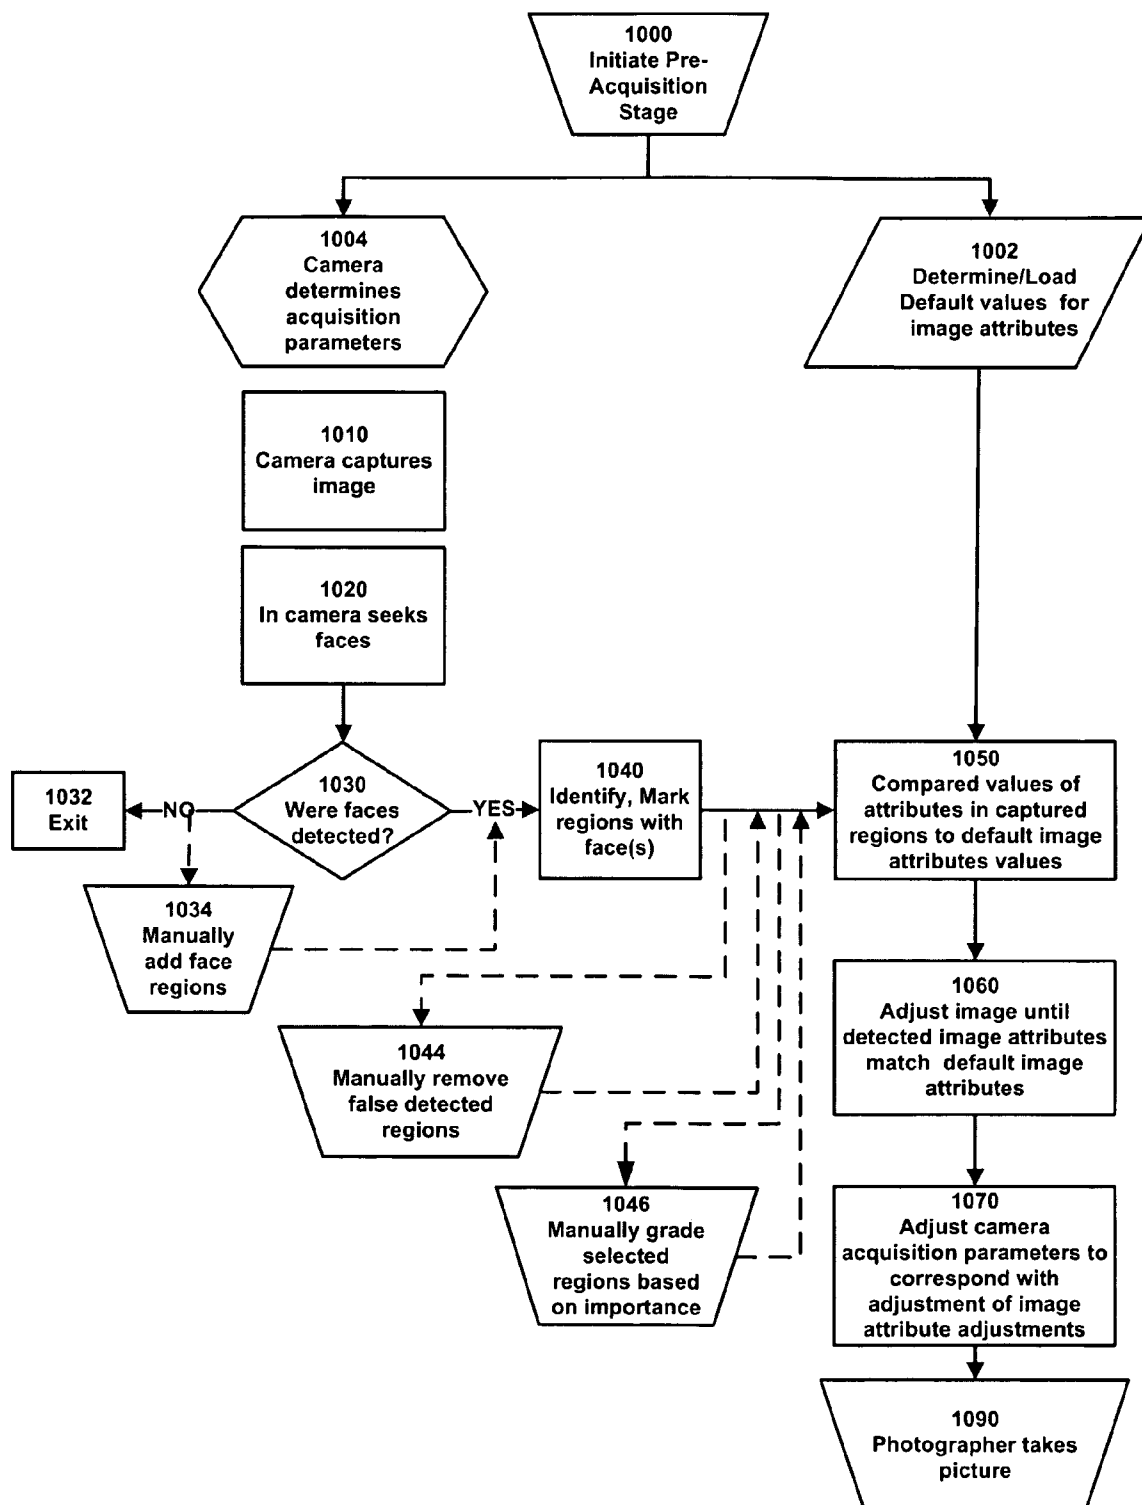 1000
Initiate Pre-
Acquisition
Stage
1004
Camera
determines
acquisition
parameters
1002
Determine/Load
Default values for
image attributes
1010
Camera captures
image
1020
In camera seeks
faces
1030
Were faces
detected?
NO
YES
1032
Exit
1040
Identify, Mark
regions with
face(s)
1050
Compared values of
attributes in captured
regions to default image
attributes values
1034
Manually
add face
regions
1044
Manually remove
false detected
regions
1060
Adjust image until
detected image attributes
match default image
attributes
1046
Manually grade
selected
regions based
on importance
1070
Adjust camera
acquisition parameters to
correspond with
adjustment of image
attribute adjustments
1090
Photographer takes
picture